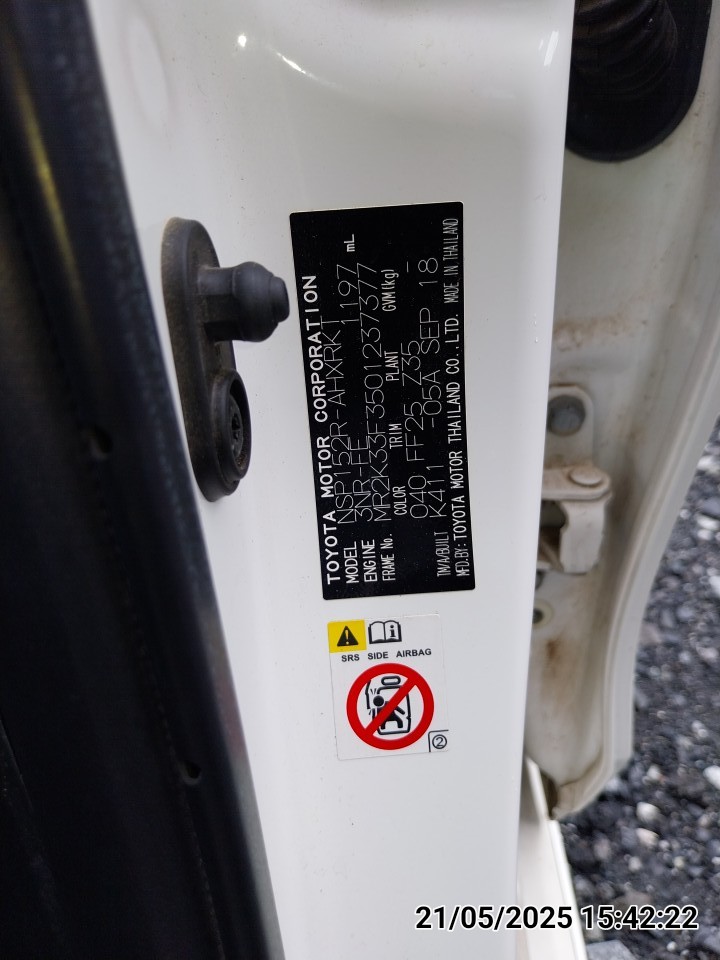 TOYOTA MOTOR CORPORATION
MODEL NSP152R-AHXRKT 1197 mL
ENGINE 3NR-FE
FRAME No. MR2K33F3501237377
COLOR TRIM PLANT GVM(kg)
040 FF25 Z35 -
TM/A/BUILT K411 -05A SEP 18
MFD.BY: TOYOTA MOTOR THAILAND CO., LTD. MADE IN THAILAND
SRS SIDE AIRBAG
2
21/05/2025 15:42:22